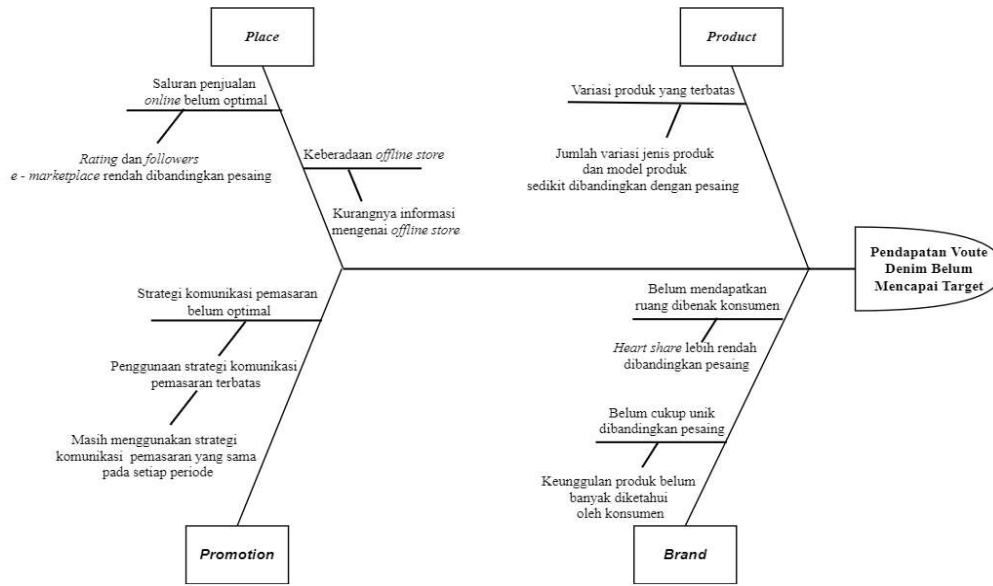 Place
Product
Saluran penjualan
online belum optimal
Variasi produk yang terbatas
Rating dan followers
e - marketplace rendah dibandingkan pesaing
Keberadaan offline store
Jumlah variasi jenis produk
dan model produk
sedikit dibandingkan dengan pesaing
Kurangnya informasi
mengenai offline store
Pendapatan Voute
Denim Belum
Mencapai Target
Strategi komunikasi pemasaran
belum optimal
Belum mendapatkan
ruang dibenak konsumen
Penggunaan strategi komunikasi
pemasaran terbatas
Heart share lebih rendah
dibandingkan pesaing
Masih menggunakan strategi
komunikasi pemasaran yang sama
pada setiap periode
Belum cukup unik
dibandingkan pesaing
Keunggulan produk belum
banyak diketahui
oleh konsumen
Promotion
Brand